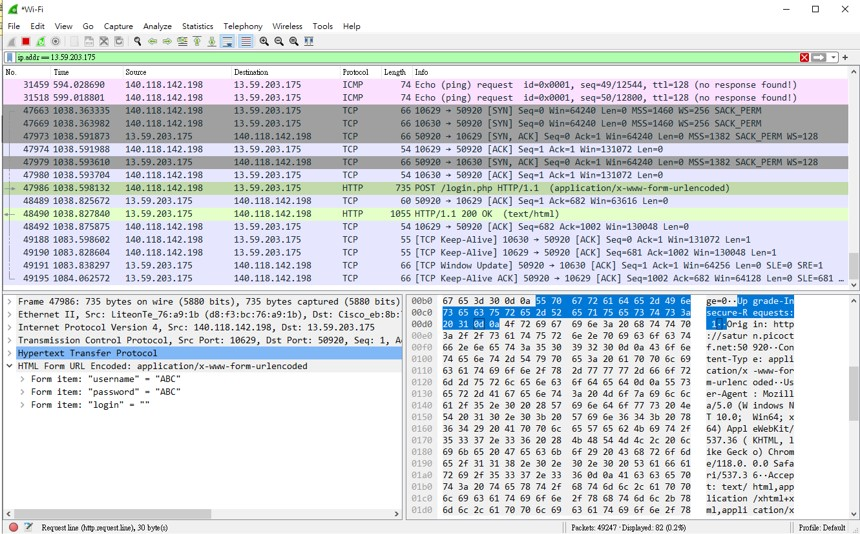 *Wi-Fi
File Edit View Go Capture Analyze Statistics Telephony Wireless Tools Help
ip.addr == 13.59.203.175
No. Time Source Destination Protocol Length Info
31459 594.028690 140.118.142.198 13.59.203.175 ICMP 74 Echo (ping) request id=0x0001, seq=49/12544, ttl=128 (no response found!)
31518 599.018801 140.118.142.198 13.59.203.175 ICMP 74 Echo (ping) request id=0x0001, seq=50/12800, ttl=128 (no response found!)
47663 1038.363335 140.118.142.198 13.59.203.175 TCP 66 10629 → 50920 [SYN] Seq=0 Win=64240 Len=0 MSS=1460 WS=256 SACK_PERM
47669 1038.363982 140.118.142.198 13.59.203.175 TCP 66 10630 → 50920 [SYN] Seq=0 Win=64240 Len=0 MSS=1460 WS=256 SACK_PERM
47973 1038.591873 13.59.203.175 140.118.142.198 TCP 66 50920 → 10629 [SYN, ACK] Seq=0 Ack=1 Win=64240 Len=0 MSS=1382 SACK_PERM WS=128
47974 1038.591988 140.118.142.198 13.59.203.175 TCP 54 10629 → 50920 [ACK] Seq=1 Ack=1 Win=131072 Len=0
47979 1038.593610 13.59.203.175 140.118.142.198 TCP 66 50920 → 10630 [SYN, ACK] Seq=0 Ack=1 Win=64240 Len=0 MSS=1382 SACK_PERM WS=128
47980 1038.593704 140.118.142.198 13.59.203.175 TCP 54 10630 → 50920 [ACK] Seq=1 Ack=1 Win=131072 Len=0
47986 1038.598132 140.118.142.198 13.59.203.175 HTTP 735 POST /login.php HTTP/1.1 (application/x-www-form-urlencoded)
48489 1038.825672 13.59.203.175 140.118.142.198 TCP 60 50920 → 10629 [ACK] Seq=1 Ack=682 Win=63616 Len=0
48490 1038.827840 13.59.203.175 140.118.142.198 HTTP 1055 HTTP/1.1 200 OK (text/html)
48492 1038.875875 140.118.142.198 13.59.203.175 TCP 54 10629 → 50920 [ACK] Seq=682 Ack=1002 Win=130048 Len=0
49188 1083.598602 140.118.142.198 13.59.203.175 TCP 55 [TCP Keep-Alive] 10630 → 50920 [ACK] Seq=0 Ack=1 Win=131072 Len=1
49190 1083.828604 140.118.142.198 13.59.203.175 TCP 55 [TCP Keep-Alive] 10629 → 50920 [ACK] Seq=681 Ack=1002 Win=130048 Len=1
49191 1083.838297 13.59.203.175 140.118.142.198 TCP 66 [TCP Window Update] 50920 → 10630 [ACK] Seq=1 Ack=1 Win=64256 Len=0 SLE=0 SRE=1
49195 1084.062572 13.59.203.175 140.118.142.198 TCP 66 [TCP Keep-Alive ACK] 50920 → 10629 [ACK] Seq=1002 Ack=682 Win=64128 Len=0 SLE=681 …
Frame 47986: 735 bytes on wire (5880 bits), 735 bytes captured (5880 bits)
Ethernet II, Src: LiteonTe_76:a9:1b (d8:f3:bc:76:a9:1b), Dst: Cisco_eb:8b:
Internet Protocol Version 4, Src: 140.118.142.198, Dst: 13.59.203.175
Transmission Control Protocol, Src Port: 10629, Dst Port: 50920, Seq: 1, A
Hypertext Transfer Protocol
HTML Form URL Encoded: application/x-www-form-urlencoded
Form item: "username" = "ABC"
Form item: "password" = "ABC"
Form item: "login" = ""
00b0 67 65 3d 30 0d 0a 55 70 67 72 61 64 65 2d 49 6e ge=0··Up grade-In
00c0 73 65 63 75 72 65 2d 52 65 71 75 65 73 74 73 3a secure-R equests:
00d0 20 31 0d 0a 4f 72 69 67 69 6e 3a 20 68 74 74 70 1··Orig in: http
00e0 3a 2f 2f 73 61 74 75 72 6e 2e 70 69 63 6f 63 74 ://satur n.picoct
00f0 66 2e 6e 65 74 3a 35 30 39 32 30 0d 0a 43 6f 6e f.net:50 920··Con
0100 74 65 6e 74 2d 54 79 70 65 3a 20 61 70 70 6c 69 tent-Typ e: appli
0110 63 61 74 69 6f 6e 2f 78 2d 77 77 77 2d 66 6f 72 cation/x -www-for
0120 6d 2d 75 72 6c 65 6e 63 6f 64 65 64 0d 0a 55 73 m-urlenc oded··Us
0130 65 72 2d 41 67 65 6e 74 3a 20 4d 6f 7a 69 6c 6c er-Agent : Mozill
0140 61 2f 35 2e 30 20 28 57 69 6e 64 6f 77 73 20 4e a/5.0 (W indows N
0150 54 20 31 30 2e 30 3b 20 57 69 6e 36 34 3b 20 78 T 10.0; Win64; x
0160 36 34 29 20 41 70 70 6c 65 57 65 62 4b 69 74 2f 64) Appl eWebKit/
0170 35 33 37 2e 33 36 20 28 4b 48 54 4d 4c 2c 20 6c 537.36 ( KHTML, l
0180 69 6b 65 20 47 65 63 6b 6f 29 20 43 68 72 6f 6d ike Geck o) Chrom
0190 65 2f 31 31 38 2e 30 2e 30 2e 30 20 53 61 66 61 e/118.0. 0.0 Safa
01a0 72 69 2f 35 33 37 2e 33 36 0d 0a 41 63 63 65 70 ri/537.3 6··Accep
01b0 74 3a 20 74 65 78 74 2f 68 74 6d 6c 2c 61 70 70 t: text/ html,app
01c0 6c 69 63 61 74 69 6f 6e 2f 78 68 74 6d 6c 2b 78 lication /xhtml+x
01d0 6d 6c 2c 61 70 70 6c 69 63 61 74 69 6f 6e 2f 78 ml,appli cation/x
Request line (http.request.line), 30 byte(s) Packets: 49247 · Displayed: 82 (0.2%) Profile: Default